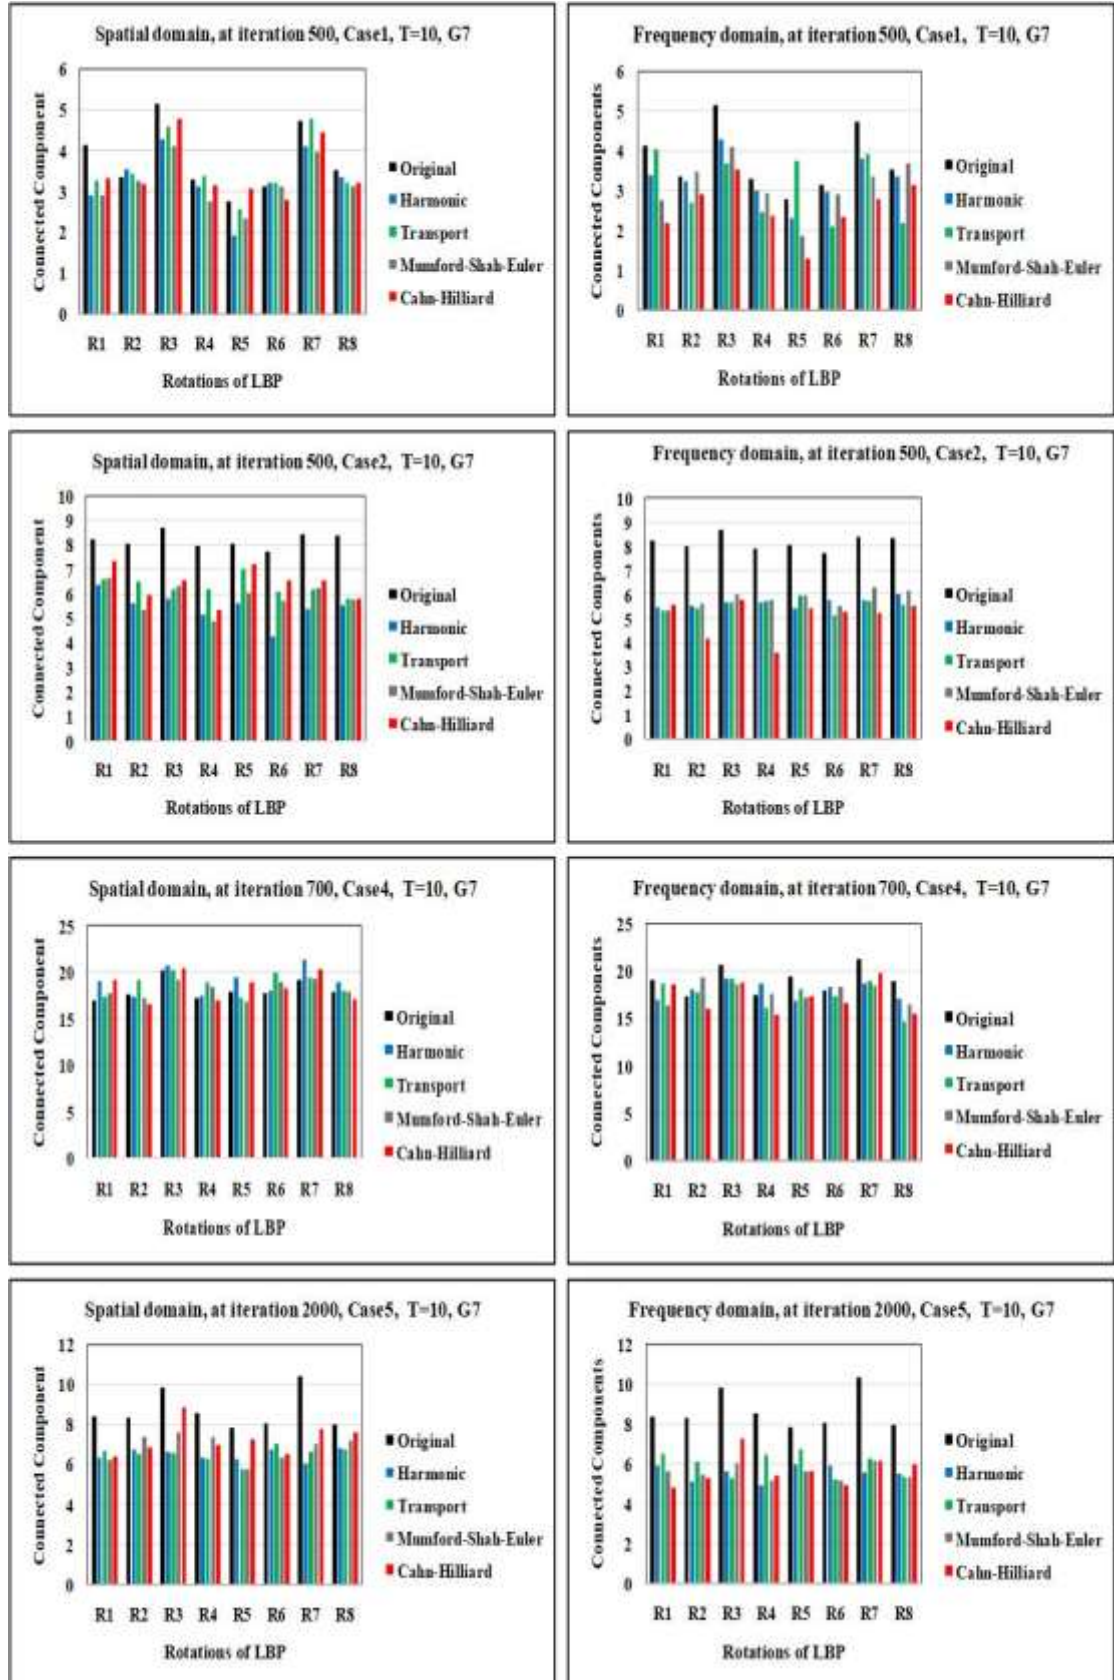 Spatial domain, at iteration 500, Case1, T=10, G7
Connected Component
6
5
4
3
2
1
0
R1 R2 R3 R4 R5 R6 R7 R8
Rotations of LBP
Original
Harmonic
Transport
Mumford-Shah-Euler
Cahn-Hilliard
Frequency domain, at iteration 500, Case1, T=10, G7
Connected Components
6
5
4
3
2
1
0
R1 R2 R3 R4 R5 R6 R7 R8
Rotations of LBP
Original
Harmonic
Transport
Mumford-Shah-Euler
Cahn-Hilliard
Spatial domain, at iteration 500, Case2, T=10, G7
Connected Component
10
9
8
7
6
5
4
3
2
1
0
R1 R2 R3 R4 R5 R6 R7 R8
Rotations of LBP
Original
Harmonic
Transport
Mumford-Shah-Euler
Cahn-Hilliard
Frequency domain, at iteration 500, Case2, T=10, G7
Connected Components
10
9
8
7
6
5
4
3
2
1
0
R1 R2 R3 R4 R5 R6 R7 R8
Rotations of LBP
Original
Harmonic
Transport
Mumford-Shah-Euler
Cahn-Hilliard
Spatial domain, at iteration 700, Case4, T=10, G7
Connected Component
25
20
15
10
5
0
R1 R2 R3 R4 R5 R6 R7 R8
Rotations of LBP
Original
Harmonic
Transport
Mumford-Shah-Euler
Cahn-Hilliard
Frequency domain, at iteration 700, Case4, T=10, G7
Connected Components
25
20
15
10
5
0
R1 R2 R3 R4 R5 R6 R7 R8
Rotations of LBP
Original
Harmonic
Transport
Mumford-Shah-Euler
Cahn-Hilliard
Spatial domain, at iteration 2000, Case5, T=10, G7
Connected Component
12
10
8
6
4
2
0
R1 R2 R3 R4 R5 R6 R7 R8
Rotations of LBP
Original
Harmonic
Transport
Mumford-Shah-Euler
Cahn-Hilliard
Frequency domain, at iteration 2000, Case5, T=10, G7
Connected Components
12
10
8
6
4
2
0
R1 R2 R3 R4 R5 R6 R7 R8
Rotations of LBP
Original
Harmonic
Transport
Mumford-Shah-Euler
Cahn-Hilliard